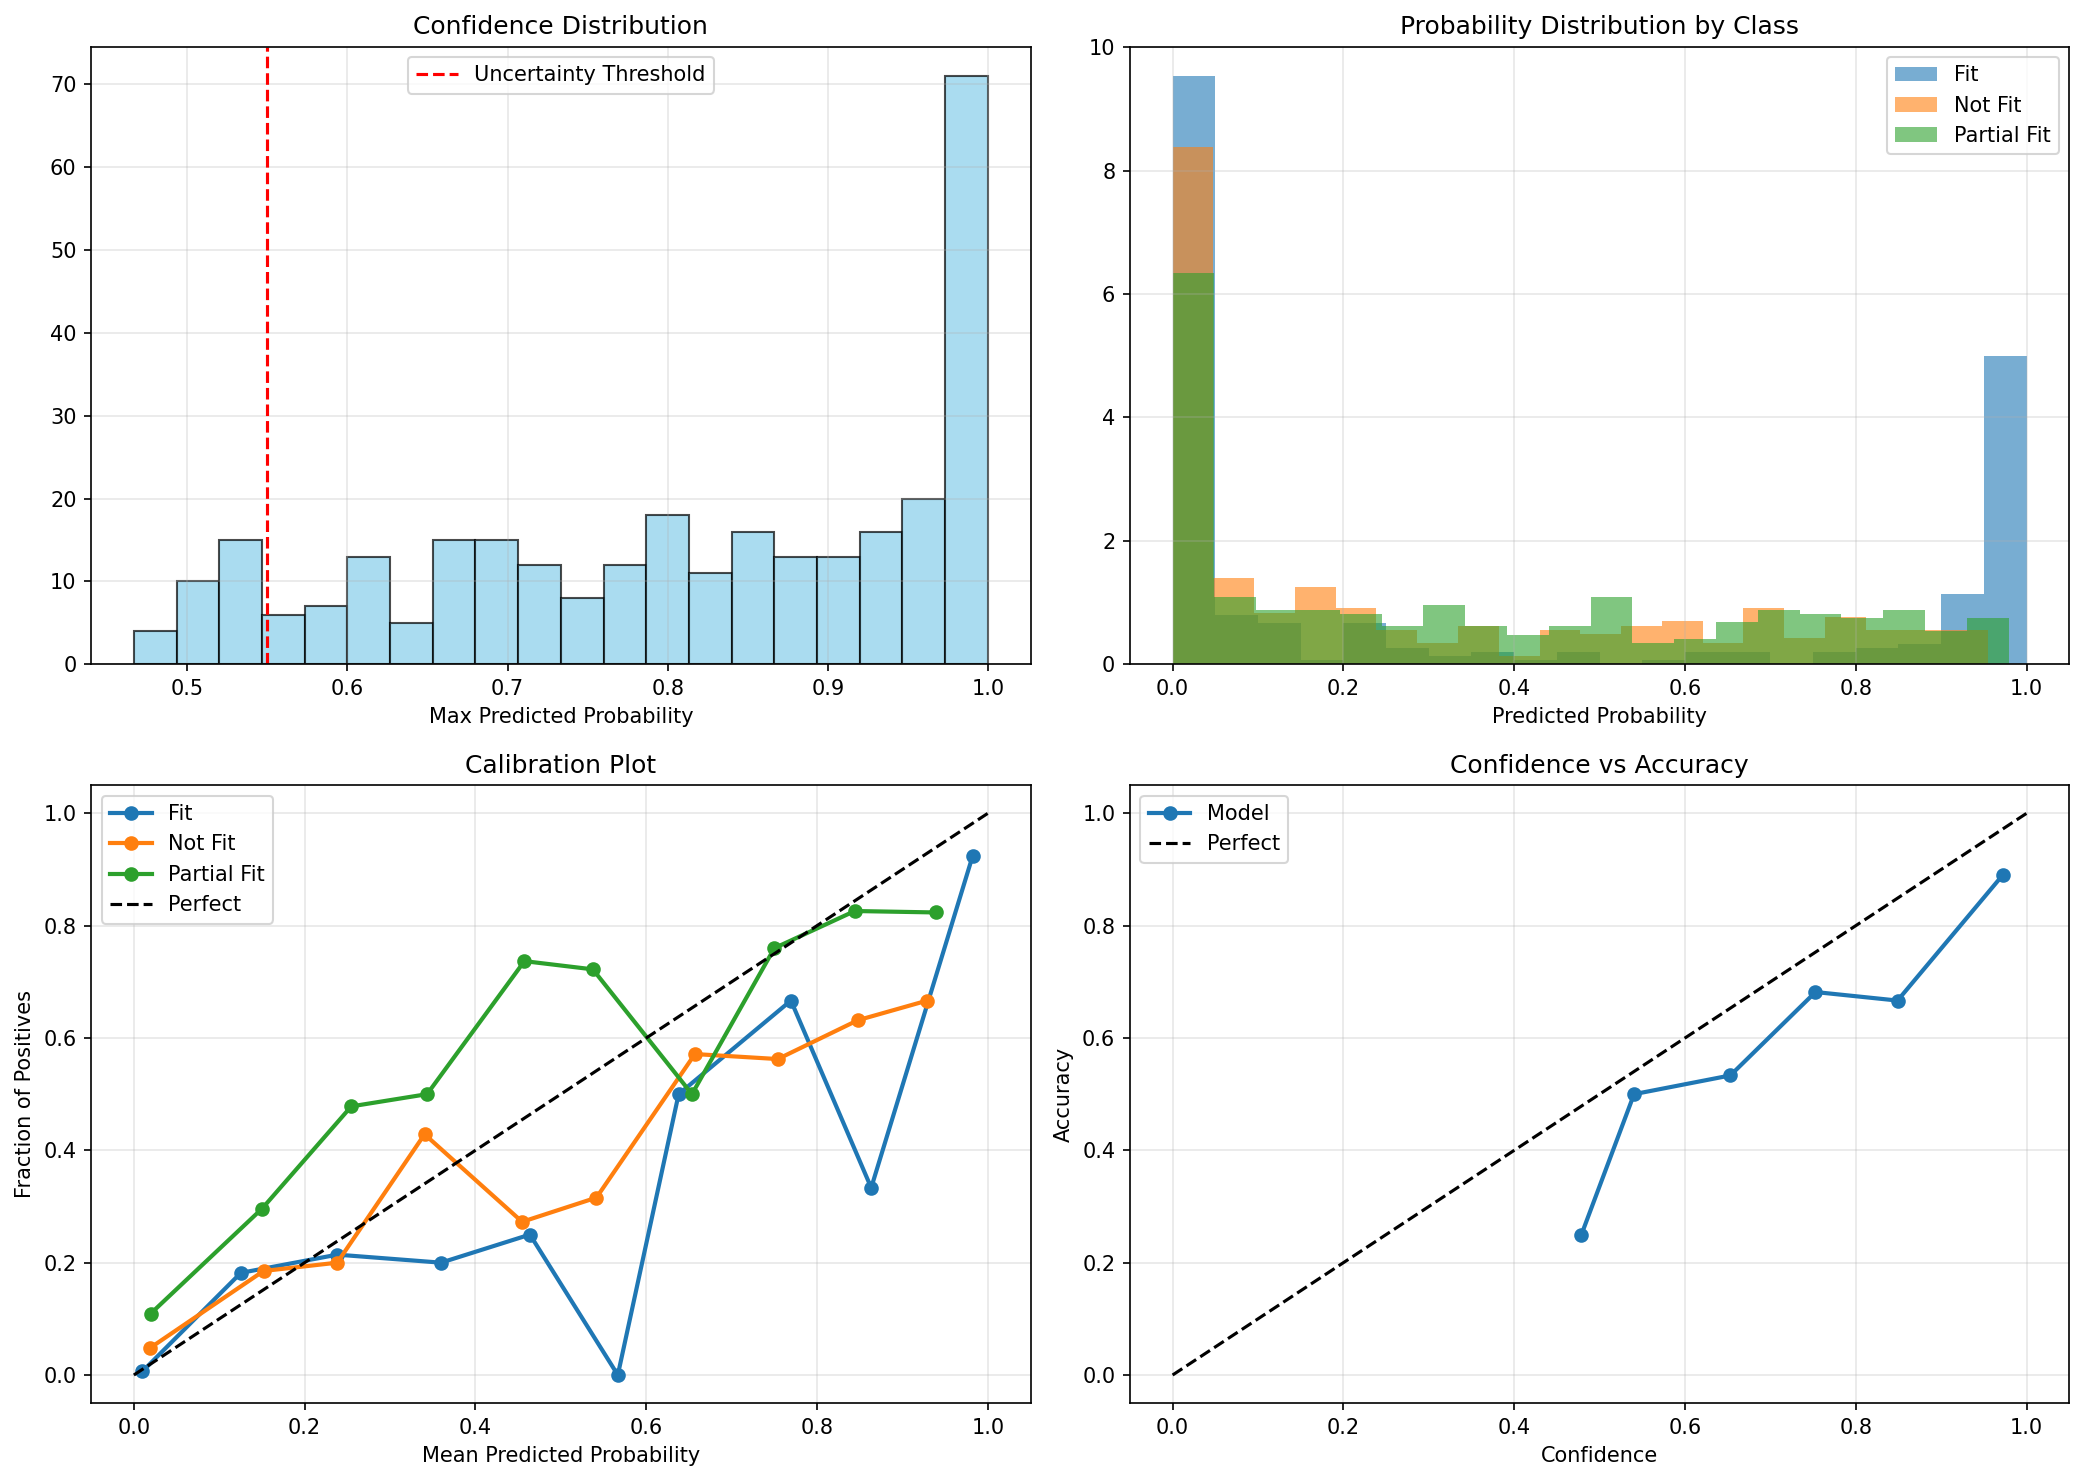 Confidence Distribution
Uncertainty Threshold
70
60
50
40
30
20
10
0
0.5 0.6 0.7 0.8 0.9 1.0
Max Predicted Probability
Probability Distribution by Class
Fit
Not Fit
Partial Fit
10
8
6
4
2
0
0.0 0.2 0.4 0.6 0.8 1.0
Predicted Probability
Calibration Plot
Fit
Not Fit
Partial Fit
Perfect
Fraction of Positives
1.0
0.8
0.6
0.4
0.2
0.0
0.0 0.2 0.4 0.6 0.8 1.0
Mean Predicted Probability
Confidence vs Accuracy
Model
Perfect
Accuracy
1.0
0.8
0.6
0.4
0.2
0.0
0.0 0.2 0.4 0.6 0.8 1.0
Confidence